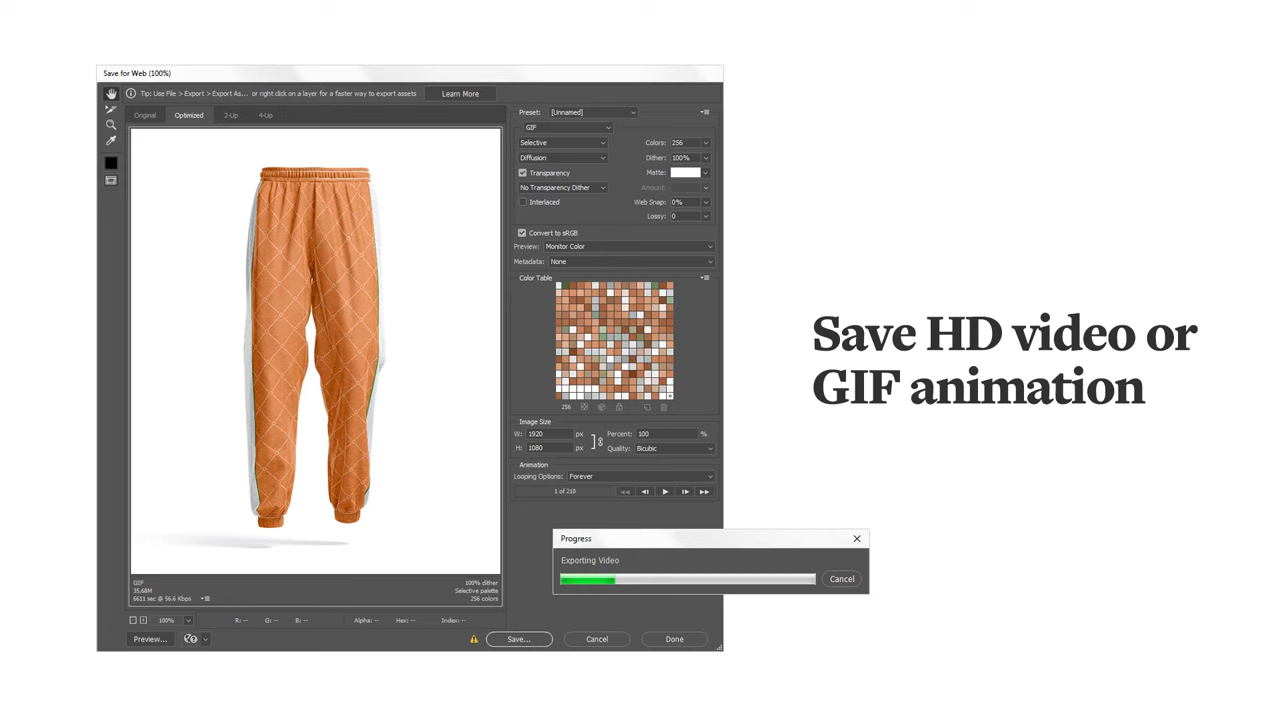 Save for Web (100%)
Tip: Use File > Export > Export As... or right click on a layer for a faster way to export assets
Learn More
Original Optimized 2-Up 4-Up
Preset: [Unnamed]
GIF
Selective Colors: 256
Diffusion Dither: 100%
Transparency Matte:
No Transparency Dither Amount:
Interlaced Web Snap: 0%
Lossy: 0
Convert to sRGB
Preview: Monitor Color
Metadata: None
Color Table
256
Image Size
W: 1920 px Percent: 100 %
H: 1080 px Quality: Bicubic
Animation
Looping Options: Forever
1 of 210
Save HD video or
GIF animation
Progress
Exporting Video
Cancel
GIF 100% dither
35,68M Selective palette
6611 sec @ 56.6 Kbps 256 colors
100% R: -- G: -- B: -- Alpha: -- Hex: -- Index: --
Preview... Save... Cancel Done